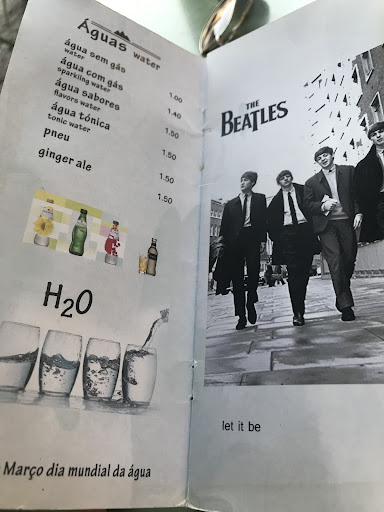 Águas water
água sem gás
water
1.00
água com gás
sparkling water
1.40
água sabores
flavors water
1.50
água tónica
tonic water
1.50
pneu
1.50
ginger ale
1.50
H2O
Março dia mundial da água
THE
BEATLES
let it be